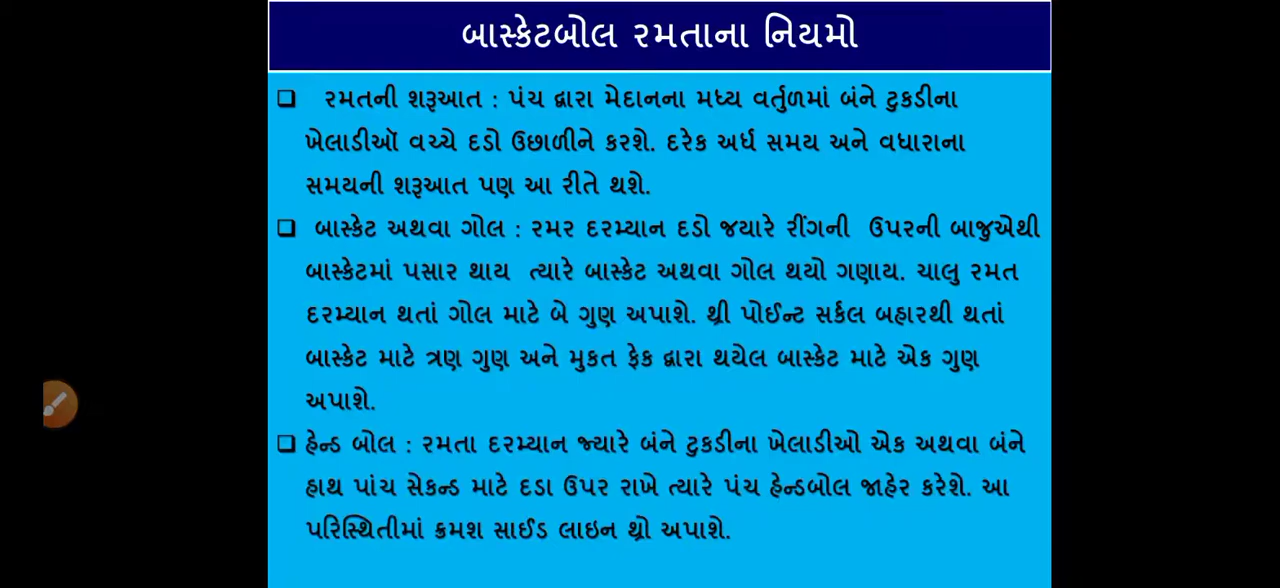 બાસ્કેટબોલ રમતાના નિયમો
❑ રમતની શરૂઆત : પંચ દ્વારા મેદાનના મધ્ય વર્તુળમાં બંને ટુકડીના
ખેલાડીઑ વચ્ચે દડો ઉછાળીને કરશે. દરેક અર્ધ સમય અને વધારાના
સમયની શરૂઆત પણ આ રીતે થશે.
❑ બાસ્કેટ અથવા ગોલ : રમર દરમ્યાન દડો જયારે રીંગની ઉપરની બાજુએથી
બાસ્કેટમાં પસાર થાય ત્યારે બાસ્કેટ અથવા ગોલ થયો ગણાય. ચાલુ રમત
દરમ્યાન થતાં ગોલ માટે બે ગુણ અપાશે. થ્રી પોઈન્ટ સર્કલ બહારથી થતાં
બાસ્કેટ માટે ત્રણ ગુણ અને મુકત ફેક દ્વારા થયેલ બાસ્કેટ માટે એક ગુણ
અપાશે.
❑ હેન્ડ બોલ : રમતા દરમ્યાન જ્યારે બંને ટુકડીના ખેલાડીઓ એક અથવા બંને
હાથ પાંચ સેકન્ડ માટે દડા ઉપર રાખે ત્યારે પંચ હેન્ડબોલ જાહેર કરેશે. આ
પરિસ્થિતીમાં ક્રમશ સાઈડ લાઇન થ્રો અપાશે.